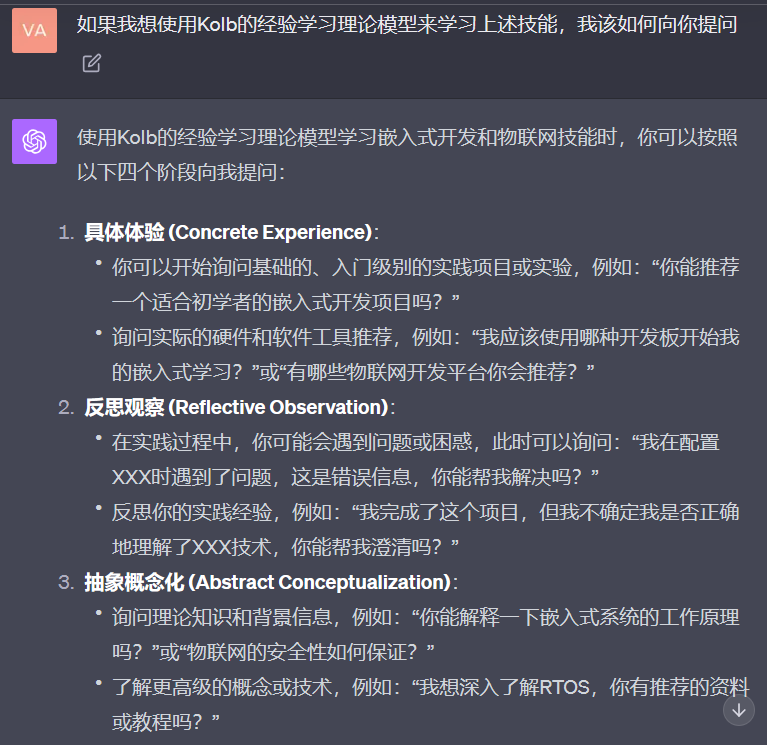 VA
如果我想使用Kolb的经验学习理论模型来学习上述技能，我该如何向你提问
使用Kolb的经验学习理论模型学习嵌入式开发和物联网技能时，你可以按照
以下四个阶段向我提问：
1. 具体体验 (Concrete Experience)：
• 你可以开始询问基础的、入门级别的实践项目或实验，例如：“你能推荐
一个适合初学者的嵌入式开发项目吗？”
• 询问实际的硬件和软件工具推荐，例如：“我应该使用哪种开发板开始我
的嵌入式学习？”或“有哪些物联网开发平台你会推荐？”
2. 反思观察 (Reflective Observation)：
• 在实践过程中，你可能会遇到问题或困惑，此时可以询问：“我在配置
XXX时遇到了问题，这是错误信息，你能帮我解决吗？”
• 反思你的实践经验，例如：“我完成了这个项目，但我不确定我是否正确
地理解了XXX技术，你能帮我澄清吗？”
3. 抽象概念化 (Abstract Conceptualization)：
• 询问理论知识和背景信息，例如：“你能解释一下嵌入式系统的工作原理
吗？”或“物联网的安全性如何保证？”
• 了解更高级的概念或技术，例如：“我想深入了解RTOS，你有推荐的资料
或教程吗？”